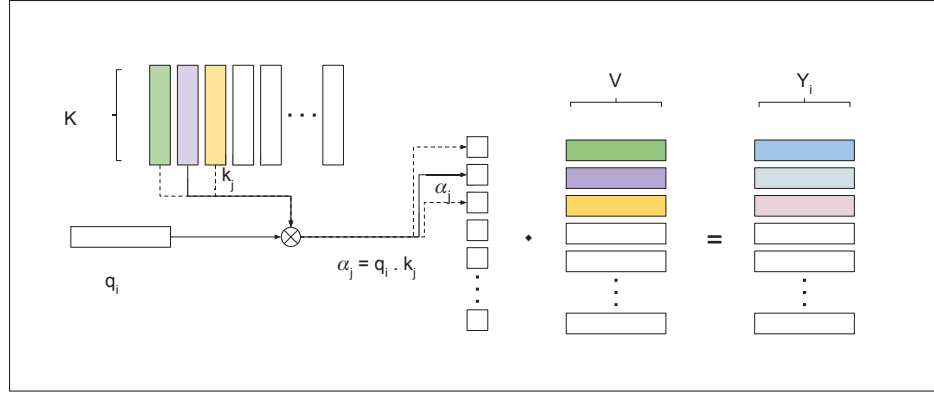 K
k_j
q_i
α_j = q_i . k_j
α_j
V
Y_i
=